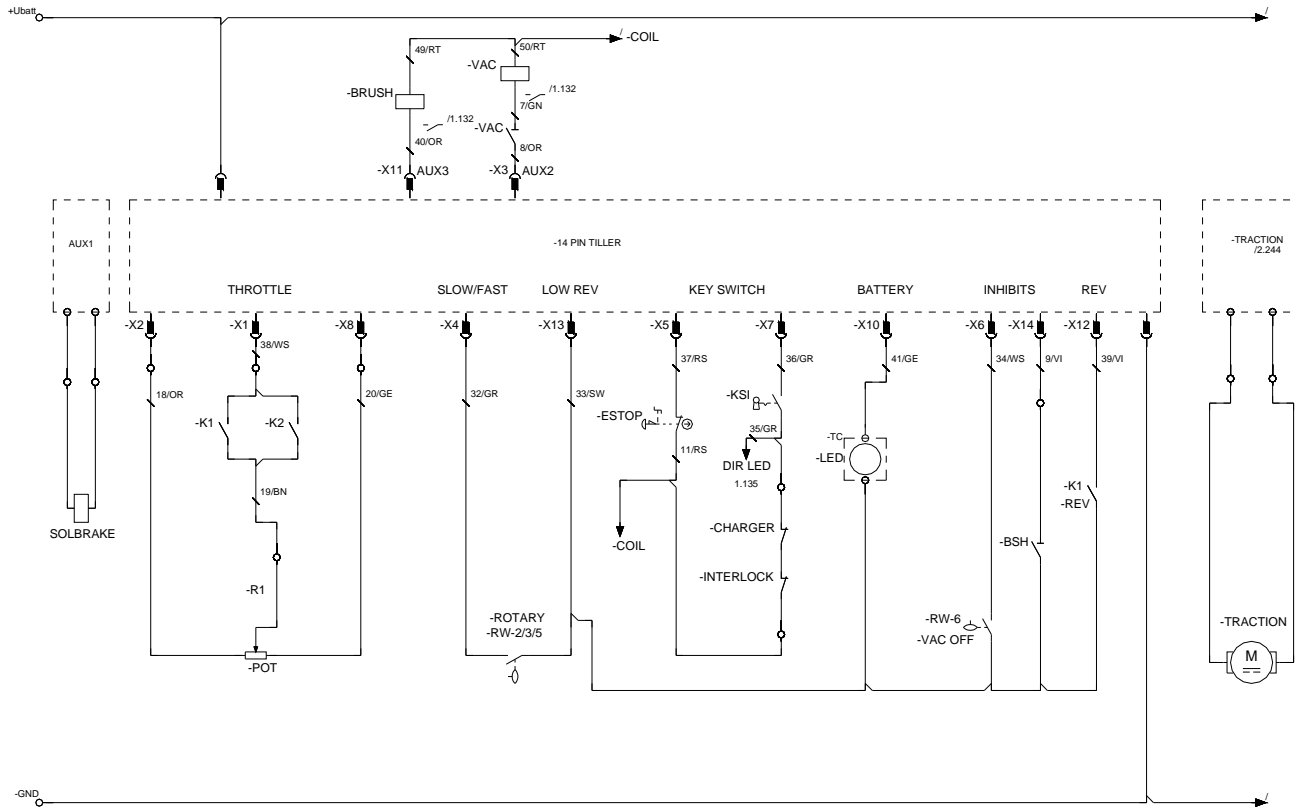 +Ubatt
/
/
-COIL
49/RT
50/RT
-VAC
-BRUSH
/1.132
7/GN
/1.132
-VAC
40/OR
8/OR
-X11 AUX3
-X3 AUX2
AUX1
-14 PIN TILLER
-TRACTION
/2.244
THROTTLE
SLOW/FAST
LOW REV
KEY SWITCH
BATTERY
INHIBITS
REV
-X2
-X1
-X8
-X4
-X13
-X5
-X7
-X10
-X6
-X14
-X12
38/WS
37/RS
36/GR
41/GE
34/WS
9/VI
39/VI
18/OR
20/GE
32/GR
33/SW
-KSI
-K1
-K2
-ESTOP
35/GR
-TC
-LED
11/RS
DIR LED
1.135
19/BN
-K1
-REV
SOLBRAKE
-CHARGER
-BSH
-COIL
-INTERLOCK
-R1
-ROTARY
-RW-2/3/5
-RW-6
-VAC OFF
-TRACTION
M
-POT
-GND
/